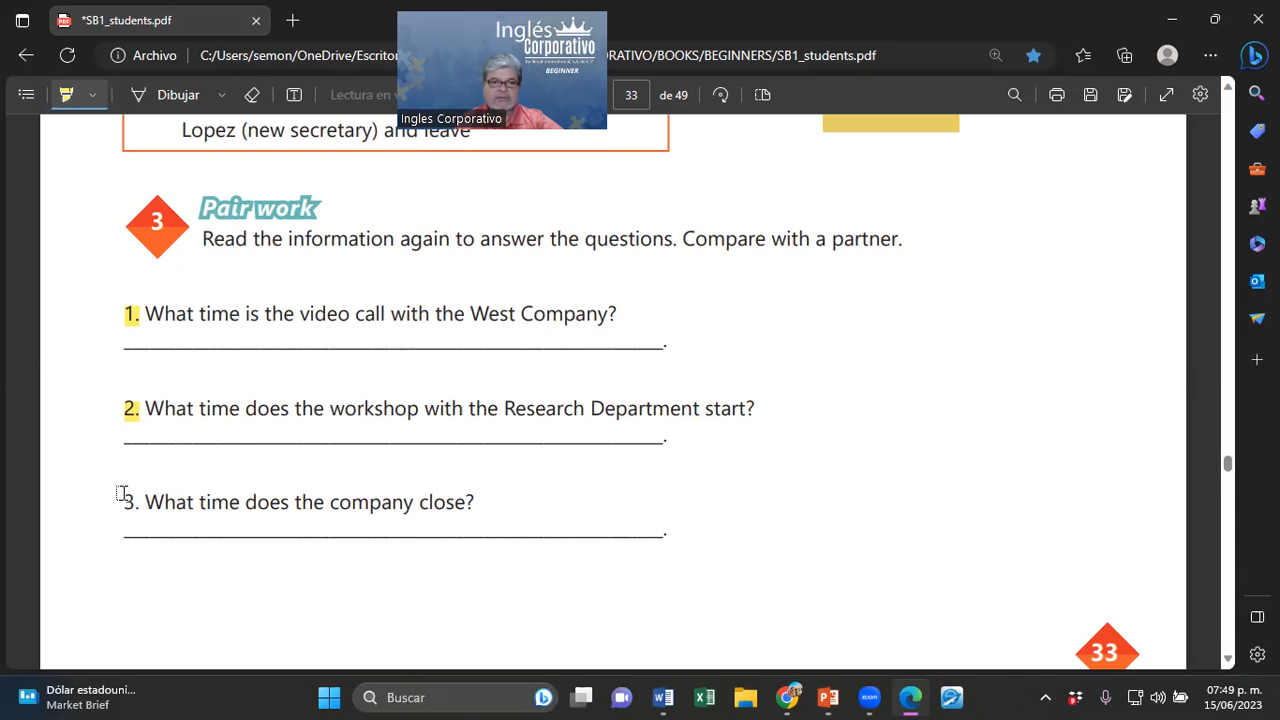 *SB1_students.pdf
Archivo
C:/Users/semon/OneDrive/Escritor
ORATIVO/BOOKS/BEGINNERS/SB1_students.pdf
Dibujar
Lectura en v
33
de 49
Inglés
Corporativo
BEGINNER
Ingles Corporativo
Lopez (new secretary) and leave
3
Pair work
Read the information again to answer the questions. Compare with a partner.
1. What time is the video call with the West Company?
2. What time does the workshop with the Research Department start?
3. What time does the company close?
33
Dólar estadouni...
Market Brief
Buscar
07:49 p. m.
15/06/2023